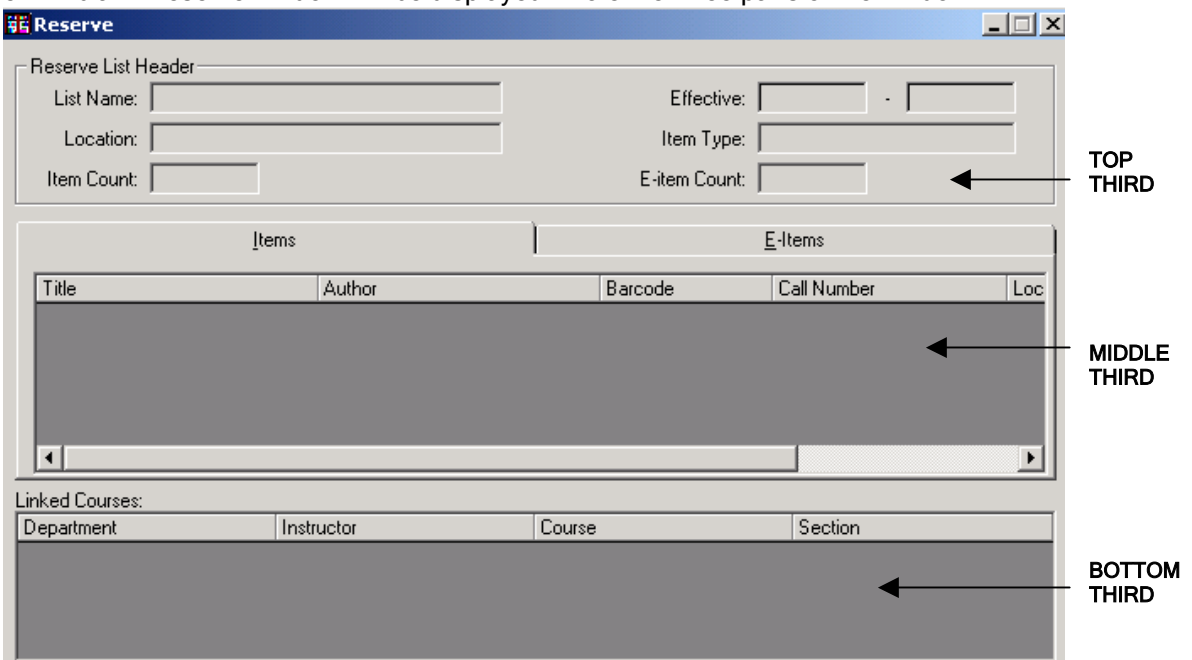 Reserve
Reserve List Header
List Name: Effective: -
Location: Item Type:
Item Count: E-item Count:
TOP
THIRD
Items E-Items
Title Author Barcode Call Number Loc
MIDDLE
THIRD
Linked Courses:
Department Instructor Course Section
BOTTOM
THIRD